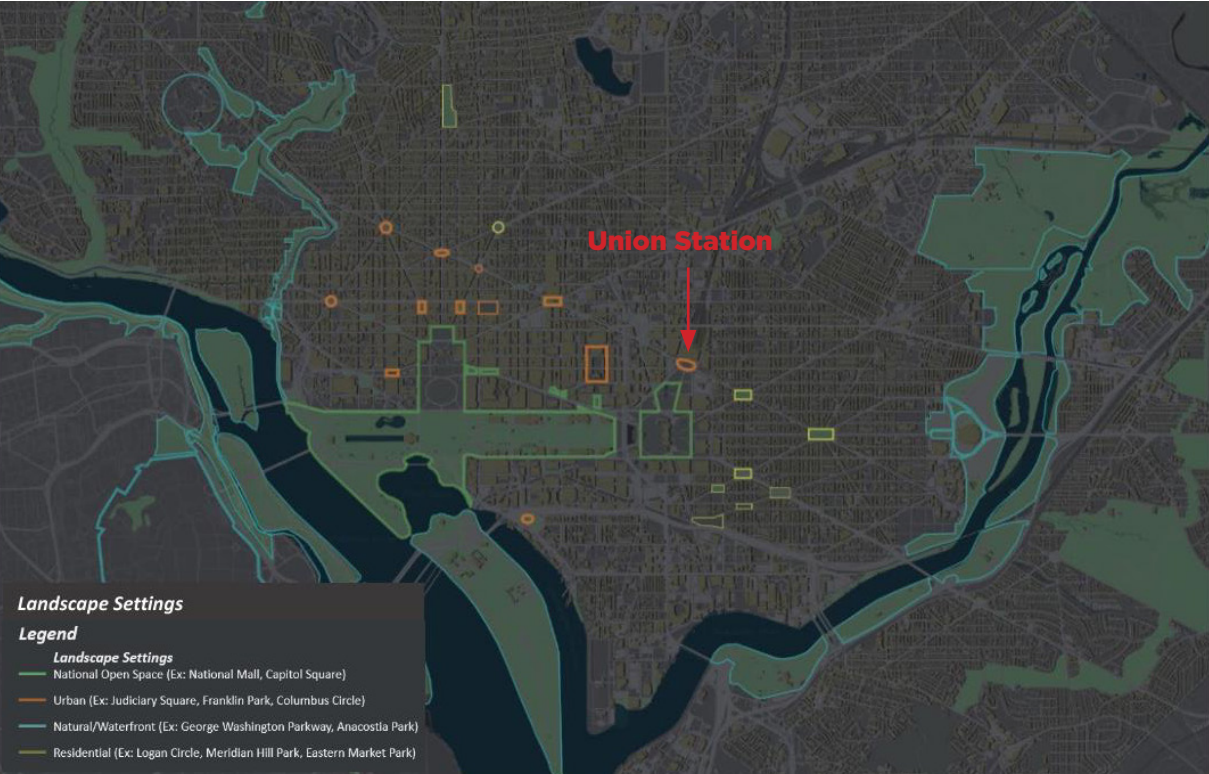 Union Station
Landscape Settings
Legend
Landscape Settings
National Open Space (Ex: National Mall, Capitol Square)
Urban (Ex: Judiciary Square, Franklin Park, Columbus Circle)
Natural/Waterfront (Ex: George Washington Parkway, Anacostia Park)
Residential (Ex: Logan Circle, Meridian Hill Park, Eastern Market Park)